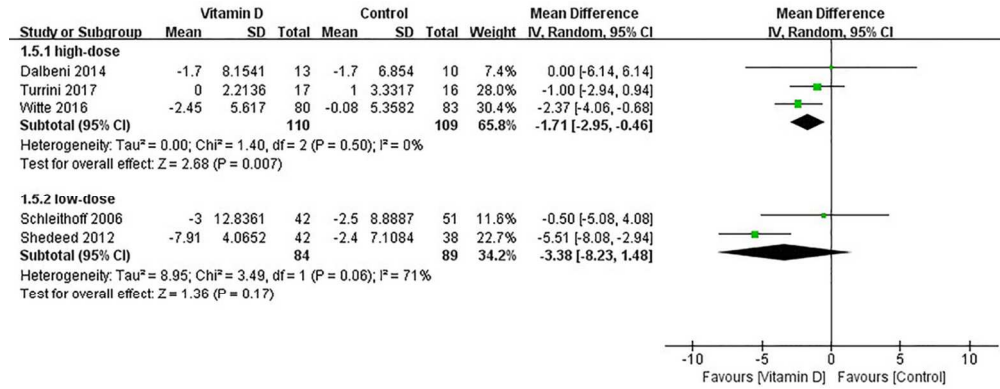 Vitamin D Control Mean Difference Mean Difference
Study or Subgroup Mean SD Total Mean SD Total Weight IV, Random, 95% CI IV, Random, 95% CI
1.5.1 high-dose
Dalbeni 2014 -1.7 8.1541 13 -1.7 6.854 10 7.4% 0.00 [-6.14, 6.14]
Turrini 2017 0 2.2136 17 1 3.3317 16 28.0% -1.00 [-2.94, 0.94]
Witte 2016 -2.45 5.617 80 -0.08 5.3582 83 30.4% -2.37 [-4.06, -0.68]
Subtotal (95% CI) 110 109 65.8% -1.71 [-2.95, -0.46]
Heterogeneity: Tau² = 0.00; Chi² = 1.40, df = 2 (P = 0.50); I² = 0%
Test for overall effect: Z = 2.68 (P = 0.007)
1.5.2 low-dose
Schleithoff 2006 -3 12.8361 42 -2.5 8.8887 51 11.6% -0.50 [-5.08, 4.08]
Shedeed 2012 -7.91 4.0652 42 -2.4 7.1084 38 22.7% -5.51 [-8.08, -2.94]
Subtotal (95% CI) 84 89 34.2% -3.38 [-8.23, 1.48]
Heterogeneity: Tau² = 8.95; Chi² = 3.49, df = 1 (P = 0.06); I² = 71%
Test for overall effect: Z = 1.36 (P = 0.17)
-10 -5 0 5 10
Favours [Vitamin D] Favours [Control]